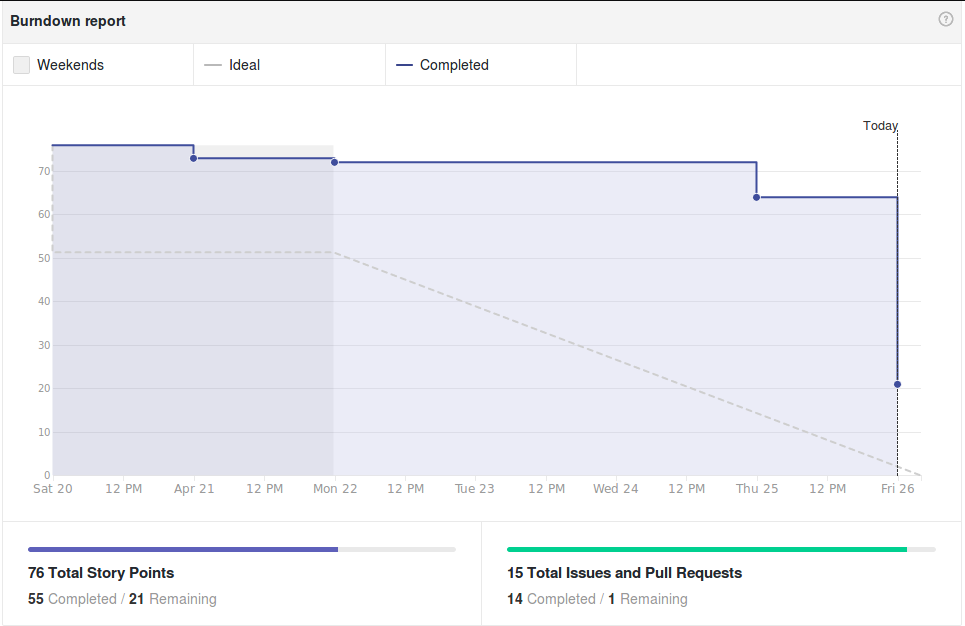 Burndown report
?
Weekends
Ideal
Completed
Today
70
60
50
40
30
20
10
0
Sat 20 12 PM Apr 21 12 PM Mon 22 12 PM Tue 23 12 PM Wed 24 12 PM Thu 25 12 PM Fri 26
76 Total Story Points
55 Completed / 21 Remaining
15 Total Issues and Pull Requests
14 Completed / 1 Remaining